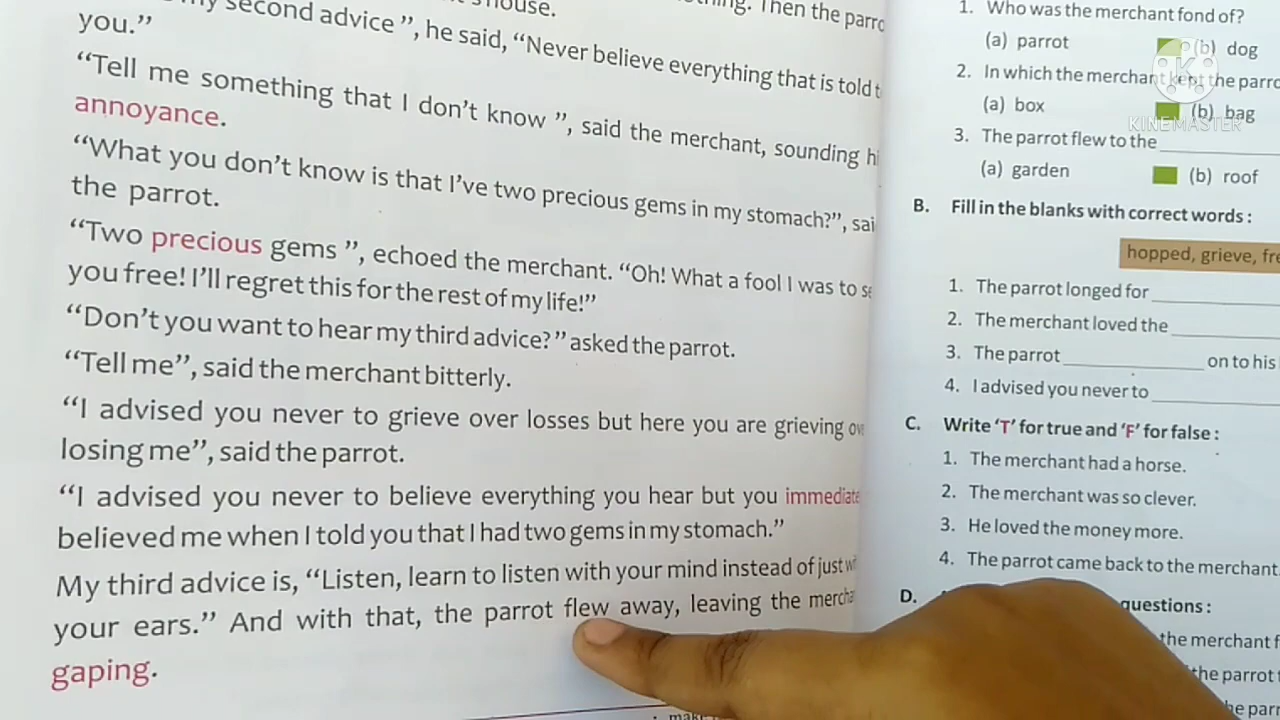 house.
thing. Then the
my second advice”, he said, “Never believe everything that is told
you.”
“Tell me something that I don’t know ”, said the merchant, sounding
annoyance.
“What you don’t know is that I’ve two precious gems in my stomach?”,
the parrot.
“Two precious gems ”, echoed the merchant. “Oh! What a fool I was to
you free! I’ll regret this for the rest of my life!”
“Don’t you want to hear my third advice?” asked the parrot.
“Tell me”, said the merchant bitterly.
“I advised you never to grieve over losses but here you are grieving
losing me”, said the parrot.
“I advised you never to believe everything you hear but you
believed me when I told you that I had two gems in my stomach.”
My third advice is, “Listen, learn to listen with your mind instead of just
your ears.” And with that, the parrot flew away, leaving the
gaping.
1. Who was the merchant fond of?
(a) parrot (b) dog
2. In which the merchant kept the
(a) box (b) bag
3. The parrot flew to the ____________
(a) garden (b) roof
B. Fill in the blanks with correct words :
hopped, grieve,
1. The parrot longed for ____________
2. The merchant loved the ____________
3. The parrot ____________ on to his
4. I advised you never to ____________
C. Write ‘T’ for true and ‘F’ for false :
1. The merchant had a horse.
2. The merchant was so clever.
3. He loved the money more.
4. The parrot came back to the merchant.
D. questions :
the merchant
the parrot
KINEMASTER